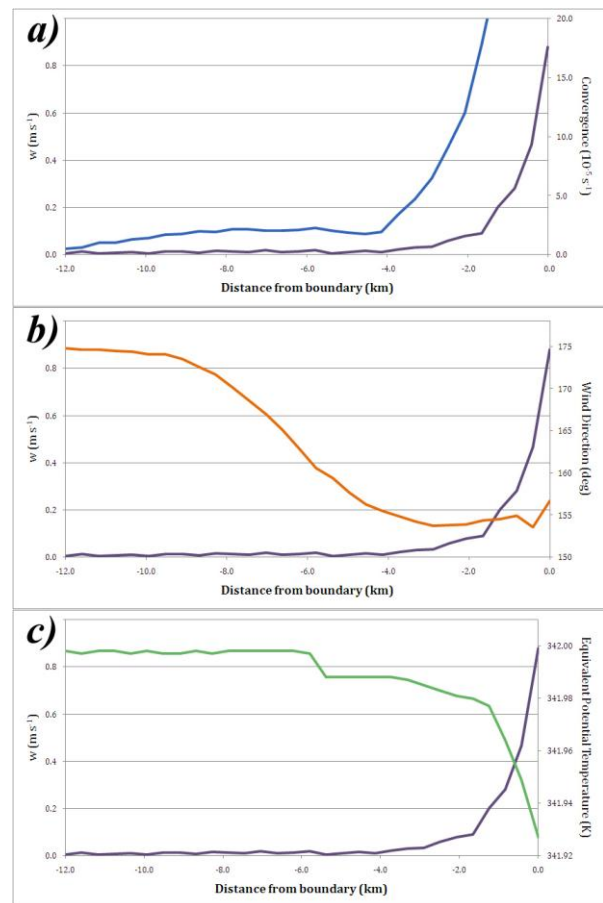 a)
20.0
0.8
15.0
0.6
10.0
0.4
5.0
0.2
0.0
0.0
-12.0 -10.0 -8.0 -6.0 -4.0 -2.0 0.0
w (m s⁻¹)
Convergence (10⁻⁵ s⁻¹)
Distance from boundary (km)
b)
175
0.8
170
0.6
165
0.4
160
0.2
155
0.0
150
-12.0 -10.0 -8.0 -6.0 -4.0 -2.0 0.0
w (m s⁻¹)
Wind Direction (deg)
Distance from boundary (km)
c)
342.00
0.8
341.98
0.6
341.96
0.4
341.94
0.2
0.0
341.92
-12.0 -10.0 -8.0 -6.0 -4.0 -2.0 0.0
w (m s⁻¹)
Equivalent Potential Temperature (K)
Distance from boundary (km)